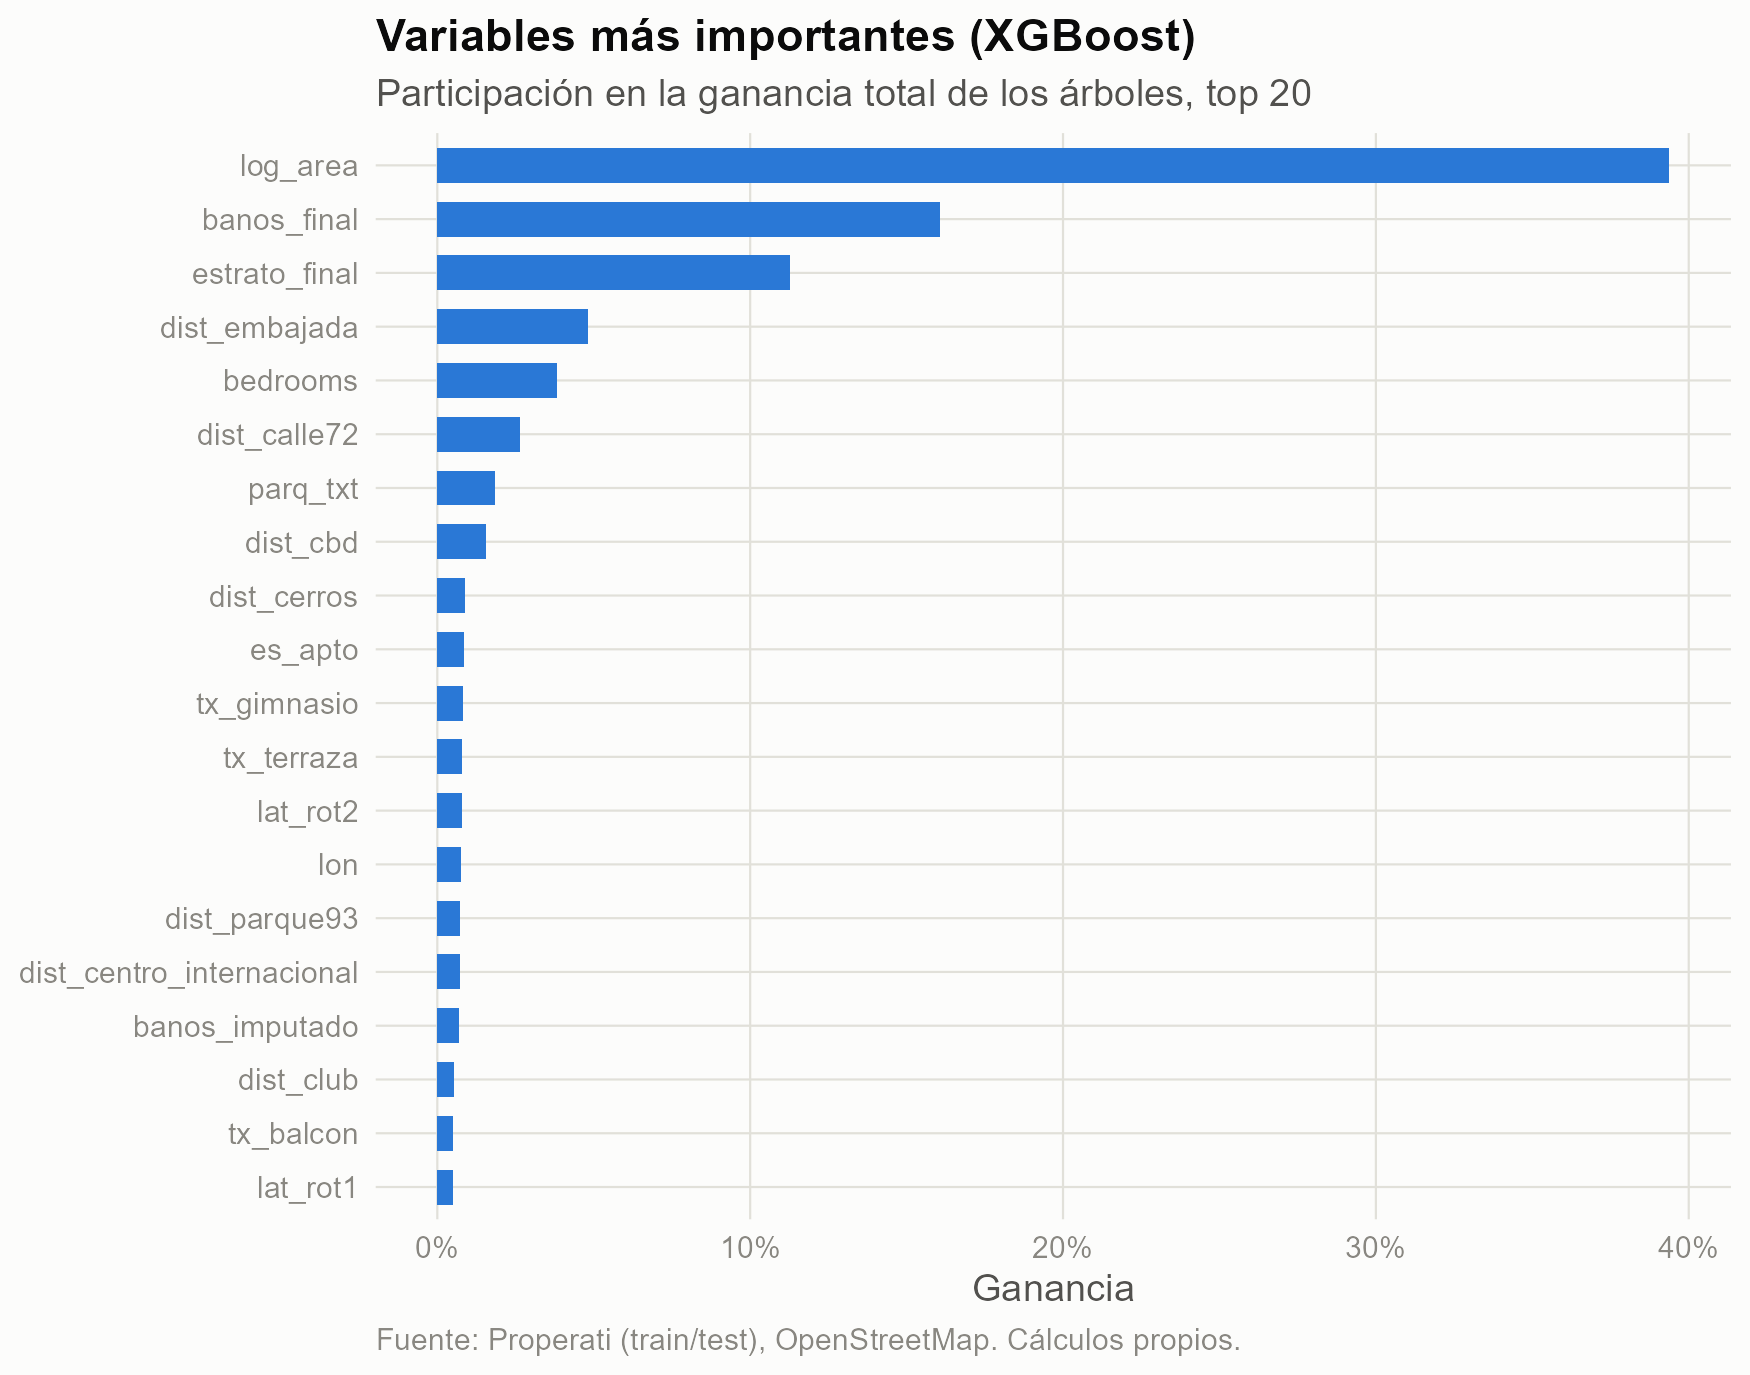 Variables más importantes (XGBoost)
Participación en la ganancia total de los árboles, top 20
log_area
banos_final
estrato_final
dist_embajada
bedrooms
dist_calle72
parq_txt
dist_cbd
dist_cerros
es_apto
tx_gimnasio
tx_terraza
lat_rot2
lon
dist_parque93
dist_centro_internacional
banos_imputado
dist_club
tx_balcon
lat_rot1
0% 10% 20% 30% 40%
Ganancia
Fuente: Properati (train/test), OpenStreetMap. Cálculos propios.